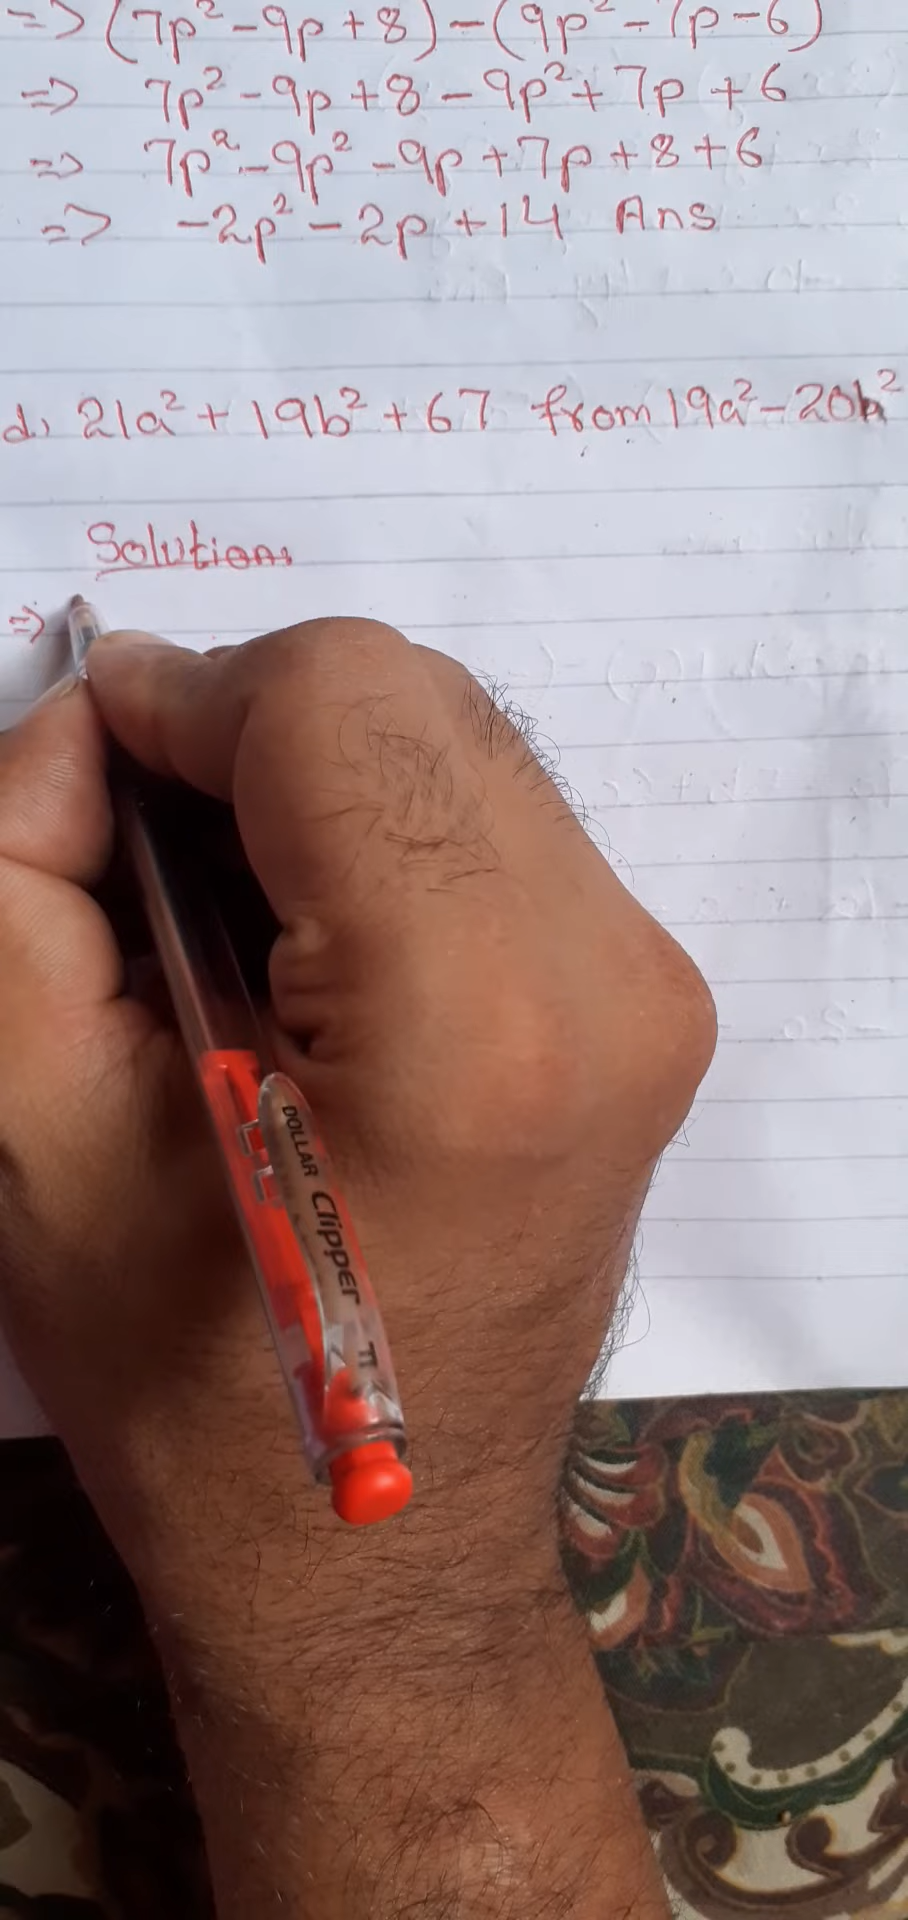 => (7p² - 9p + 8) - (9p² - 7p - 6)
=> 7p² - 9p + 8 - 9p² + 7p + 6
=> 7p² - 9p² - 9p + 7p + 8 + 6
=> -2p² - 2p + 14 Ans
d, 21a² + 19b² + 67 from 19a² - 20b²
Solution,
=>
DOLLAR Clipper